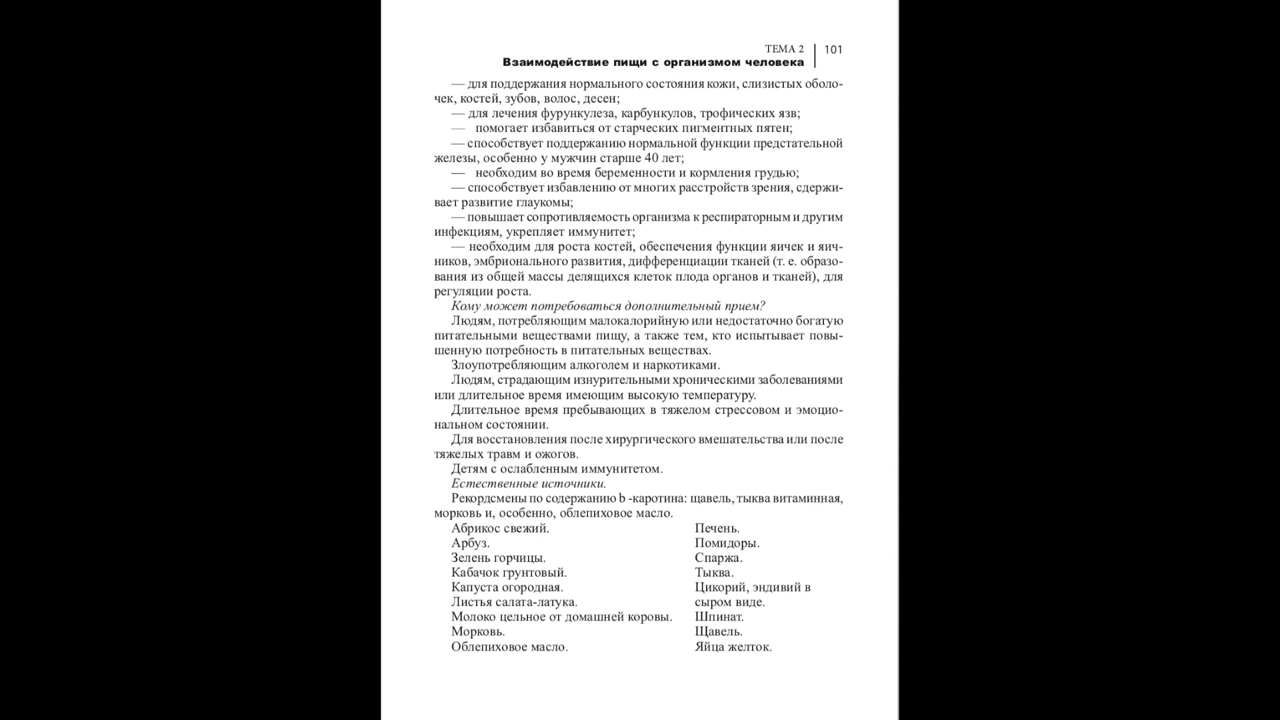 ТЕМА 2
101
Взаимодействие пищи с организмом человека
— для поддержания нормального состояния кожи, слизистых оболо-
чек, костей, зубов, волос, десен;
— для лечения фурункулеза, карбункулов, трофических язв;
— помогает избавиться от старческих пигментных пятен;
— способствует поддержанию нормальной функции предстательной
железы, особенно у мужчин старше 40 лет;
— необходим во время беременности и кормления грудью;
— способствует избавлению от многих расстройств зрения, сдержи-
вает развитие глаукомы;
— повышает сопротивляемость организма к респираторным и другим
инфекциям, укрепляет иммунитет;
— необходим для роста костей, обеспечения функции яичек и яич-
ников, эмбрионального развития, дифференциации тканей (т. е. образо-
вания из общей массы делящихся клеток плода органов и тканей), для
регуляции роста.
Кому может потребоваться дополнительный прием?
Людям, потребляющим малокалорийную или недостаточно богатую
питательными веществами пищу, а также тем, кто испытывает повы-
шенную потребность в питательных веществах.
Злоупотребляющим алкоголем и наркотиками.
Людям, страдающим изнурительными хроническими заболеваниями
или длительное время имеющим высокую температуру.
Длительное время пребывающих в тяжелом стрессовом и эмоцио-
нальном состоянии.
Для восстановления после хирургического вмешательства или после
тяжелых травм и ожогов.
Детям с ослабленным иммунитетом.
Естественные источники.
Рекордсмены по содержанию b -каротина: щавель, тыква витаминная,
морковь и, особенно, облепиховое масло.
Абрикос свежий.
Арбуз.
Зелень горчицы.
Кабачок грунтовый.
Капуста огородная.
Листья салата-латука.
Молоко цельное от домашней коровы.
Морковь.
Облепиховое масло.
Печень.
Помидоры.
Спаржа.
Тыква.
Цикорий, эндивий в
сыром виде.
Шпинат.
Щавель.
Яйца желток.